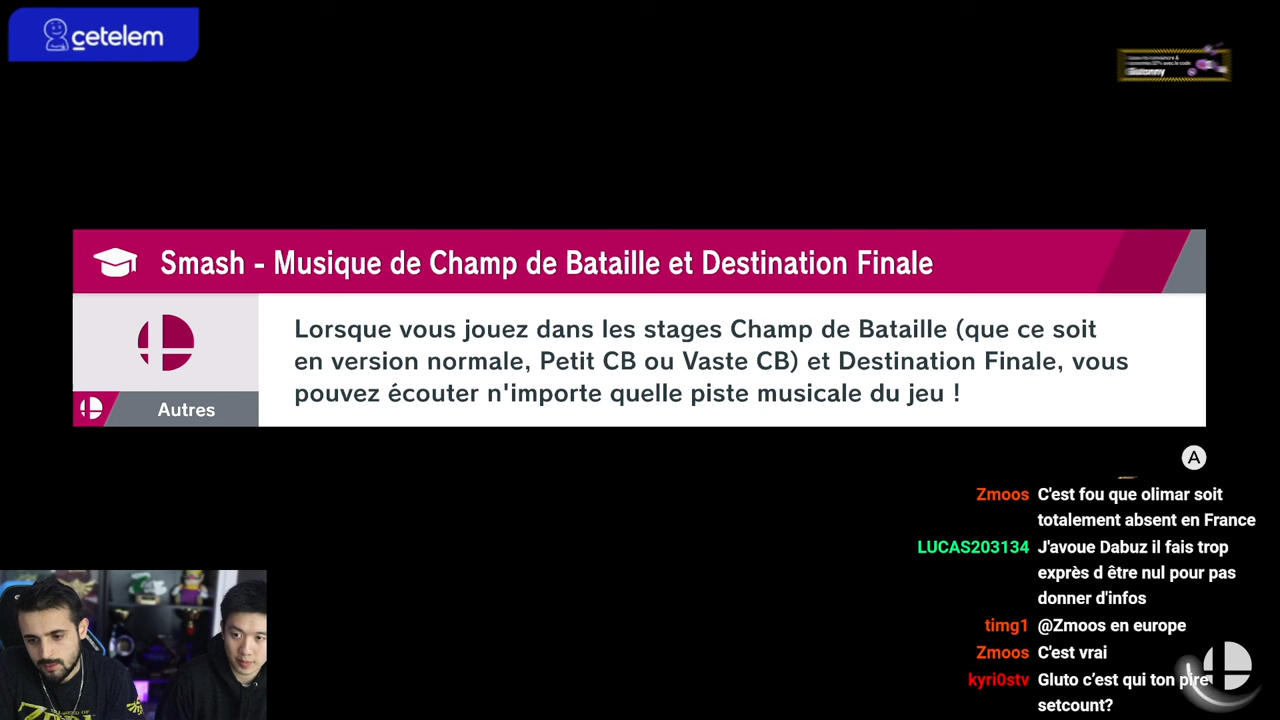 cetelem
Smash - Musique de Champ de Bataille et Destination Finale
Lorsque vous jouez dans les stages Champ de Bataille (que ce soit
en version normale, Petit CB ou Vaste CB) et Destination Finale, vous
pouvez écouter n'importe quelle piste musicale du jeu !
Autres
A
Zmoos C'est fou que olimar soit
totalement absent en France
LUCAS203134 J'avoue Dabuz il fais trop
exprès d être nul pour pas
donner d'infos
timg1 @Zmoos en europe
Zmoos C'est vrai
kyri0stv Gluto c’est qui ton pire
setcount?